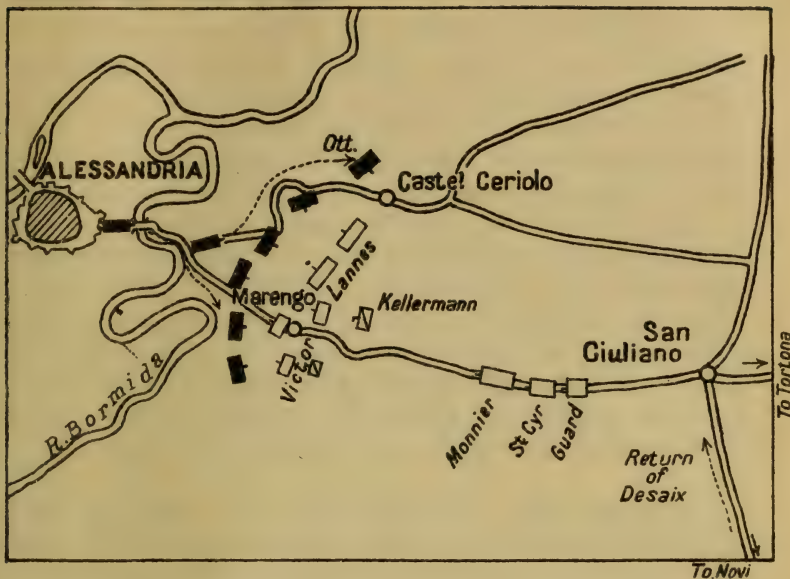 Ott.
ALESSANDRIA
Castel Ceriolo
Lannes
Marengo
Kellermann
Victor
San
Giuliano
R. Bormida
Monnier
St Cyr
Guard
To Tortona
Return
of
Desaix
To Novi